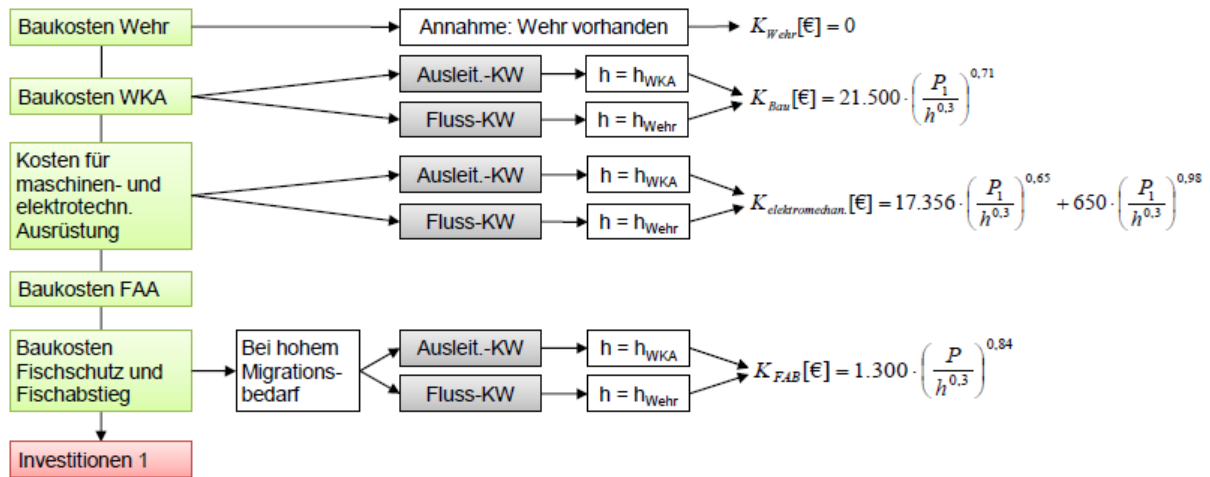 Baukosten Wehr
Annahme: Wehr vorhanden
K_Wehr[€] = 0
Baukosten WKA
Ausleit.-KW
h = h_WKA
Fluss-KW
h = h_Wehr
K_Bau[€] = 21.500 · (P_1 / h^0,3)^0,71
Kosten für
maschinen- und
elektrotechn.
Ausrüstung
Ausleit.-KW
h = h_WKA
Fluss-KW
h = h_Wehr
K_elektromechan.[€] = 17.356 · (P_1 / h^0,3)^0,65 + 650 · (P_1 / h^0,3)^0,98
Baukosten FAA
Baukosten
Fischschutz und
Fischabstieg
Bei hohem
Migrations-
bedarf
Ausleit.-KW
h = h_WKA
Fluss-KW
h = h_Wehr
K_FAB[€] = 1.300 · (P / h^0,3)^0,84
Investitionen 1